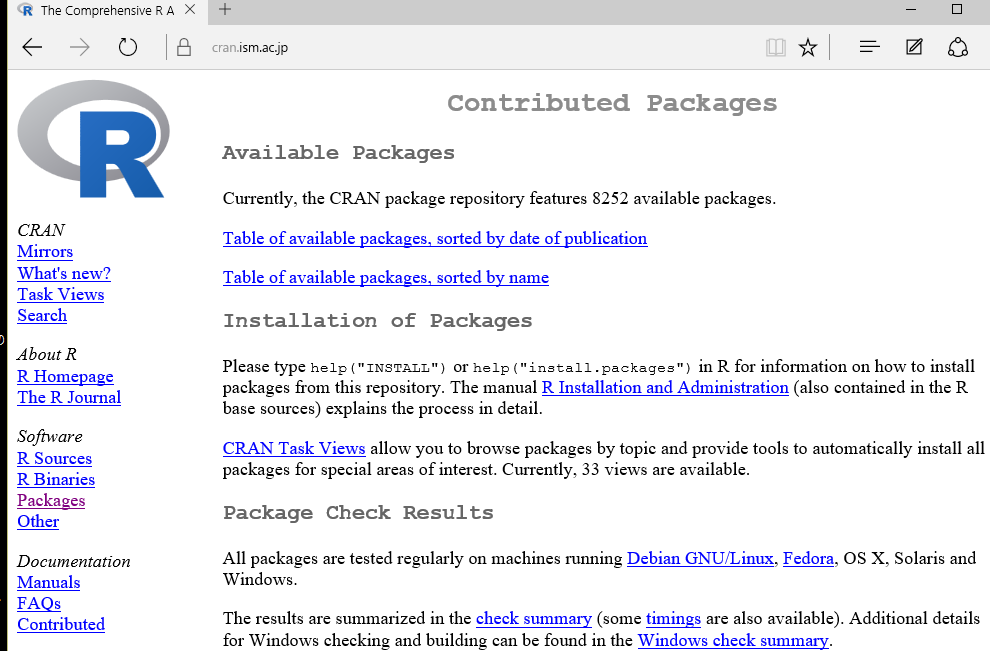 The Comprehensive R A
cran.ism.ac.jp
R
CRAN
Mirrors
What's new?
Task Views
Search
About R
R Homepage
The R Journal
Software
R Sources
R Binaries
Packages
Other
Documentation
Manuals
FAQs
Contributed
Contributed Packages
Available Packages
Currently, the CRAN package repository features 8252 available packages.
Table of available packages, sorted by date of publication
Table of available packages, sorted by name
Installation of Packages
Please type help("INSTALL") or help("install.packages") in R for information on how to install
packages from this repository. The manual R Installation and Administration (also contained in the R
base sources) explains the process in detail.
CRAN Task Views allow you to browse packages by topic and provide tools to automatically install all
packages for special areas of interest. Currently, 33 views are available.
Package Check Results
All packages are tested regularly on machines running Debian GNU/Linux, Fedora, OS X, Solaris and
Windows.
The results are summarized in the check summary (some timings are also available). Additional details
for Windows checking and building can be found in the Windows check summary.